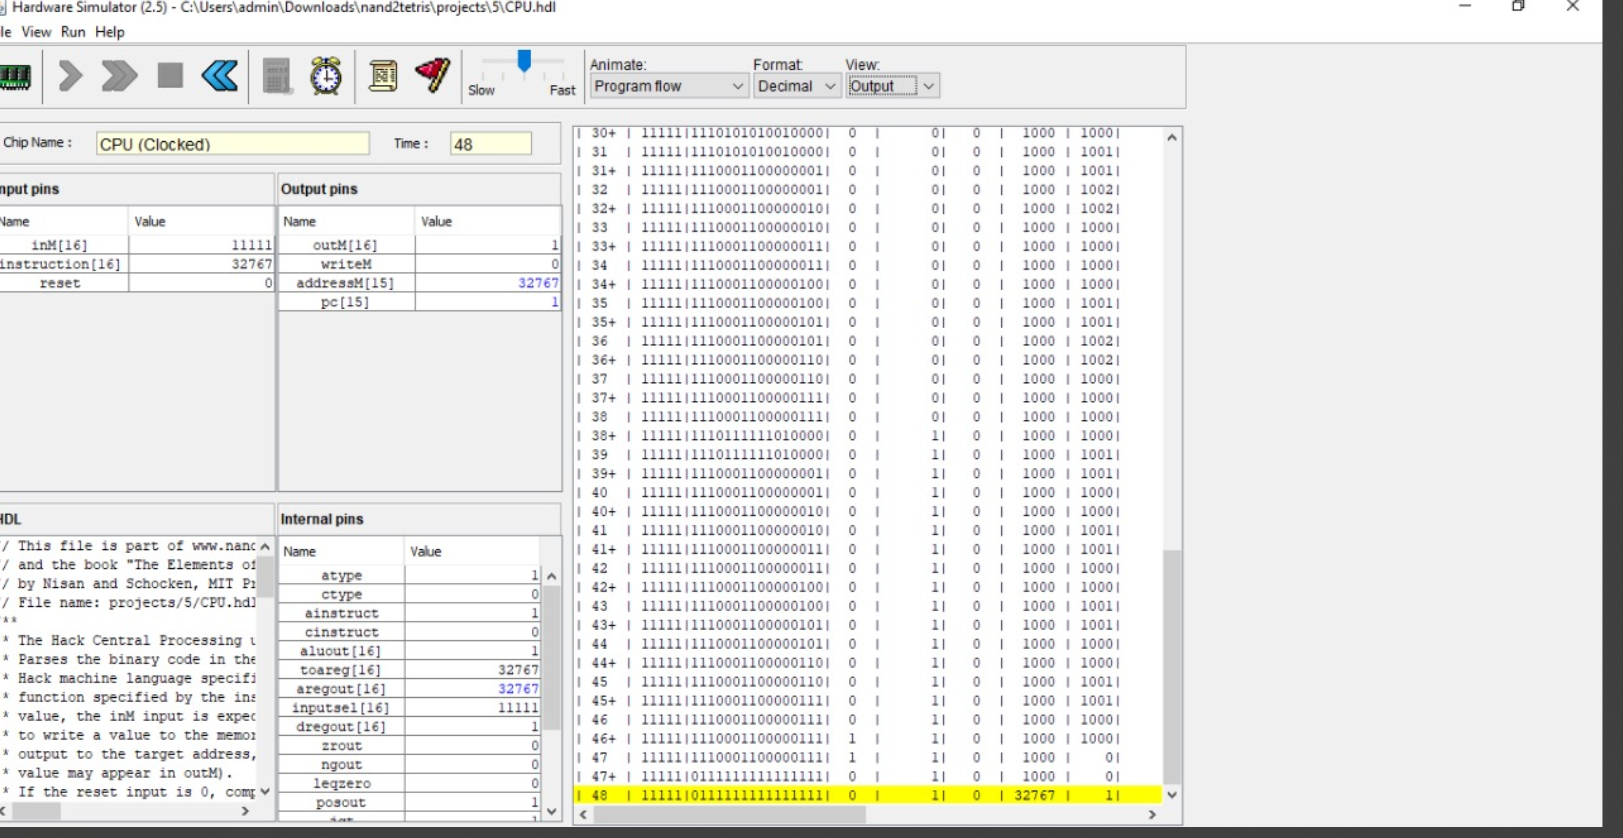 Hardware Simulator (2.5) - C:\Users\admin\Downloads\nand2tetris\projects\5\CPU.hdl
le View Run Help
Slow Fast
Animate: Format: View:
Program flow Decimal Output
Chip Name : CPU (Clocked) Time : 48
nput pins
Name Value
inM[16] 11111
instruction[16] 32767
reset 0
Output pins
Name Value
outM[16] 1
writeM 0
addressM[15] 32767
pc[15] 1
HDL
/ This file is part of www.nanc
/ and the book "The Elements of
/ by Nisan and Schocken, MIT Pr
/ File name: projects/5/CPU.hdl
**
* The Hack Central Processing u
* Parses the binary code in the
* Hack machine language specifi
* function specified by the ins
* value, the inM input is expec
* to write a value to the memor
* output to the target address,
* value may appear in outM).
* If the reset input is 0, comp
Internal pins
Name Value
atype 1
ctype 0
ainstruct 1
cinstruct 0
aluout[16] 1
toareg[16] 32767
aregout[16] 32767
inputsel[16] 11111
dregout[16] 1
zrout 0
ngout 0
leqzero 0
posout 1
| 30+ | 11111|1110101010010000| 0 | 0| 0 | 1000 | 1000|
| 31 | 11111|1110101010010000| 0 | 0| 0 | 1000 | 1001|
| 31+ | 11111|1110001100000001| 0 | 0| 0 | 1000 | 1001|
| 32 | 11111|1110001100000001| 0 | 0| 0 | 1000 | 1002|
| 32+ | 11111|1110001100000010| 0 | 0| 0 | 1000 | 1002|
| 33 | 11111|1110001100000010| 0 | 0| 0 | 1000 | 1000|
| 33+ | 11111|1110001100000011| 0 | 0| 0 | 1000 | 1000|
| 34 | 11111|1110001100000011| 0 | 0| 0 | 1000 | 1000|
| 34+ | 11111|1110001100000100| 0 | 0| 0 | 1000 | 1000|
| 35 | 11111|1110001100000100| 0 | 0| 0 | 1000 | 1001|
| 35+ | 11111|1110001100000101| 0 | 0| 0 | 1000 | 1001|
| 36 | 11111|1110001100000101| 0 | 0| 0 | 1000 | 1002|
| 36+ | 11111|1110001100000110| 0 | 0| 0 | 1000 | 1002|
| 37 | 11111|1110001100000110| 0 | 0| 0 | 1000 | 1000|
| 37+ | 11111|1110001100000111| 0 | 0| 0 | 1000 | 1000|
| 38 | 11111|1110001100000111| 0 | 0| 0 | 1000 | 1000|
| 38+ | 11111|1110111111010000| 0 | 1| 0 | 1000 | 1000|
| 39 | 11111|1110111111010000| 0 | 1| 0 | 1000 | 1001|
| 39+ | 11111|1110001100000001| 0 | 1| 0 | 1000 | 1001|
| 40 | 11111|1110001100000001| 0 | 1| 0 | 1000 | 1000|
| 40+ | 11111|1110001100000010| 0 | 1| 0 | 1000 | 1000|
| 41 | 11111|1110001100000010| 0 | 1| 0 | 1000 | 1001|
| 41+ | 11111|1110001100000011| 0 | 1| 0 | 1000 | 1001|
| 42 | 11111|1110001100000011| 0 | 1| 0 | 1000 | 1000|
| 42+ | 11111|1110001100000100| 0 | 1| 0 | 1000 | 1000|
| 43 | 11111|1110001100000100| 0 | 1| 0 | 1000 | 1001|
| 43+ | 11111|1110001100000101| 0 | 1| 0 | 1000 | 1001|
| 44 | 11111|1110001100000101| 0 | 1| 0 | 1000 | 1000|
| 44+ | 11111|1110001100000110| 0 | 1| 0 | 1000 | 1000|
| 45 | 11111|1110001100000110| 0 | 1| 0 | 1000 | 1001|
| 45+ | 11111|1110001100000111| 0 | 1| 0 | 1000 | 1001|
| 46 | 11111|1110001100000111| 0 | 1| 0 | 1000 | 1000|
| 46+ | 11111|1110001100000111| 1 | 1| 0 | 1000 | 1000|
| 47 | 11111|1110001100000111| 1 | 1| 0 | 1000 | 0|
| 47+ | 11111|0111111111111111| 0 | 1| 0 | 1000 | 0|
| 48 | 11111|0111111111111111| 0 | 1| 0 | 32767 | 1|